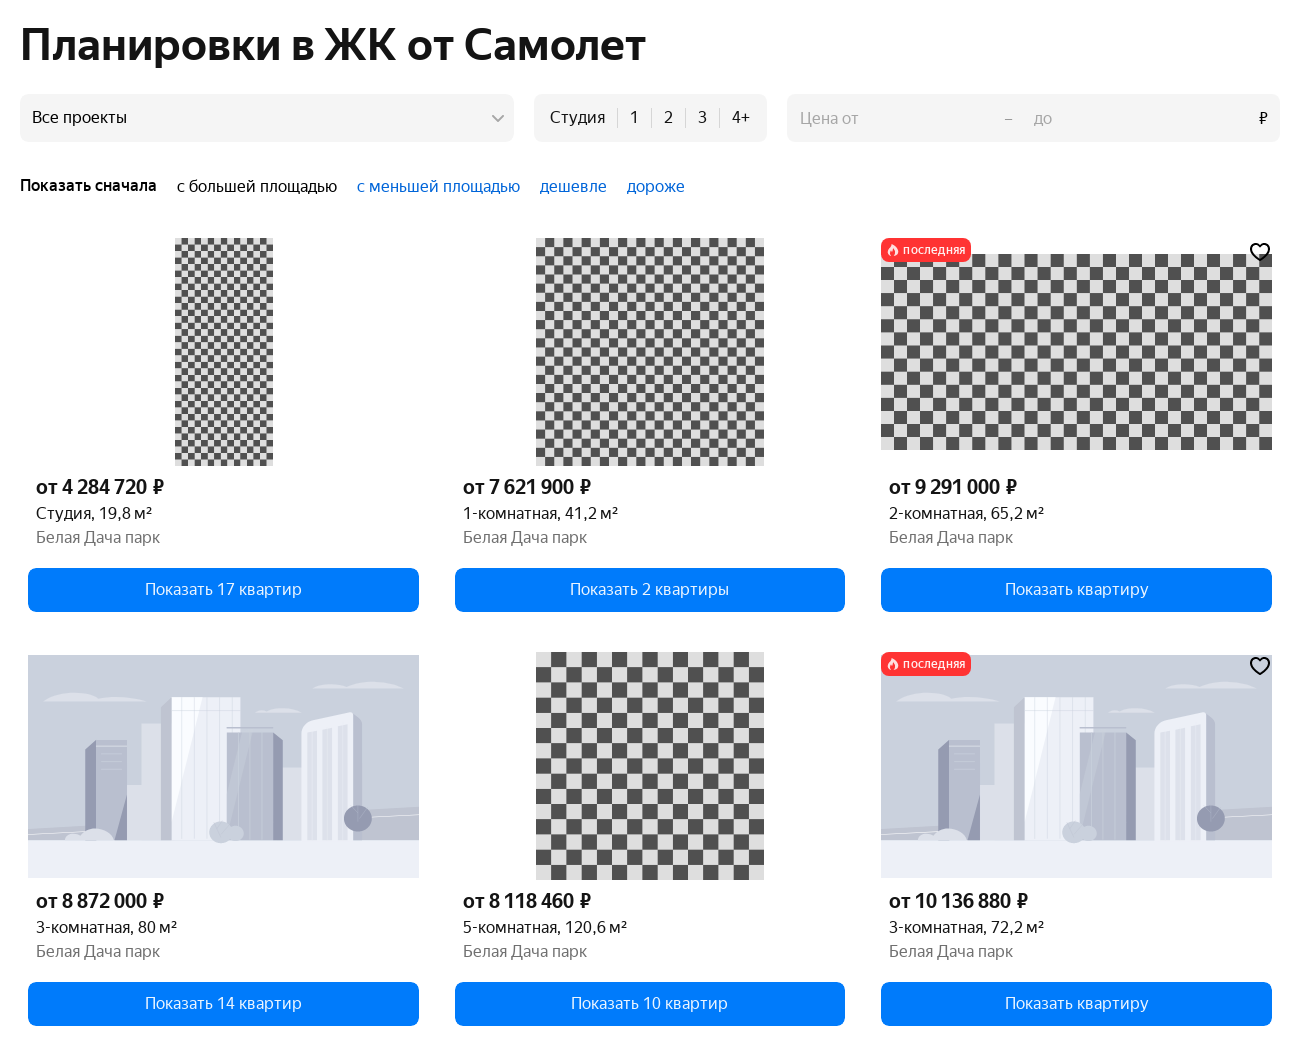 Планировки в ЖК от Самолет
Все проекты
Студия 1 2 3 4+
Цена от – до ₽
Показать сначала с большей площадью с меньшей площадью дешевле дороже
последняя
от 4 284 720 ₽
Студия, 19,8 м²
Белая Дача парк
Показать 17 квартир
от 7 621 900 ₽
1-комнатная, 41,2 м²
Белая Дача парк
Показать 2 квартиры
от 9 291 000 ₽
2-комнатная, 65,2 м²
Белая Дача парк
Показать квартиру
последняя
от 8 872 000 ₽
3-комнатная, 80 м²
Белая Дача парк
Показать 14 квартир
от 8 118 460 ₽
5-комнатная, 120,6 м²
Белая Дача парк
Показать 10 квартир
от 10 136 880 ₽
3-комнатная, 72,2 м²
Белая Дача парк
Показать квартиру